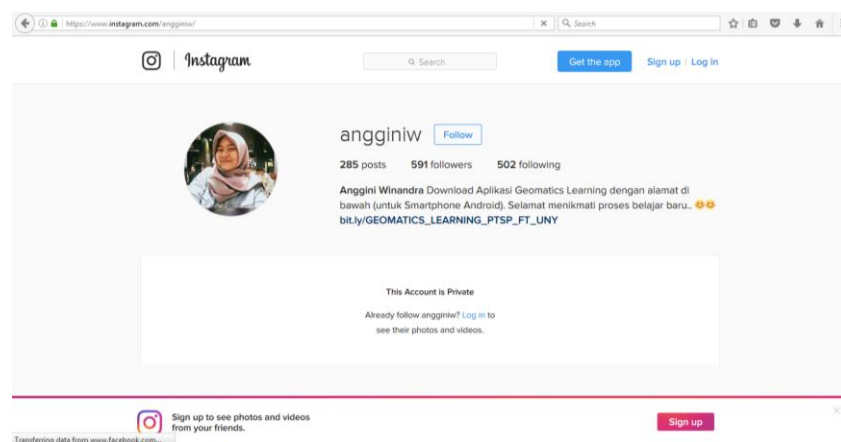 https://www.instagram.com/angginiw/
Search
Instagram
Search
Get the app
Sign up
Log in
angginiw
Follow
285 posts 591 followers 502 following
Anggini Winandra Download Aplikasi Geomatics Learning dengan alamat di
bawah (untuk Smartphone Android). Selamat menikmati proses belajar baru..
bit.ly/GEOMATICS_LEARNING_PTSP_FT_UNY
This Account is Private
Already follow angginiw? Log in to
see their photos and videos.
Sign up to see photos and videos
from your friends.
Sign up
Transferring data from www.facebook.com...